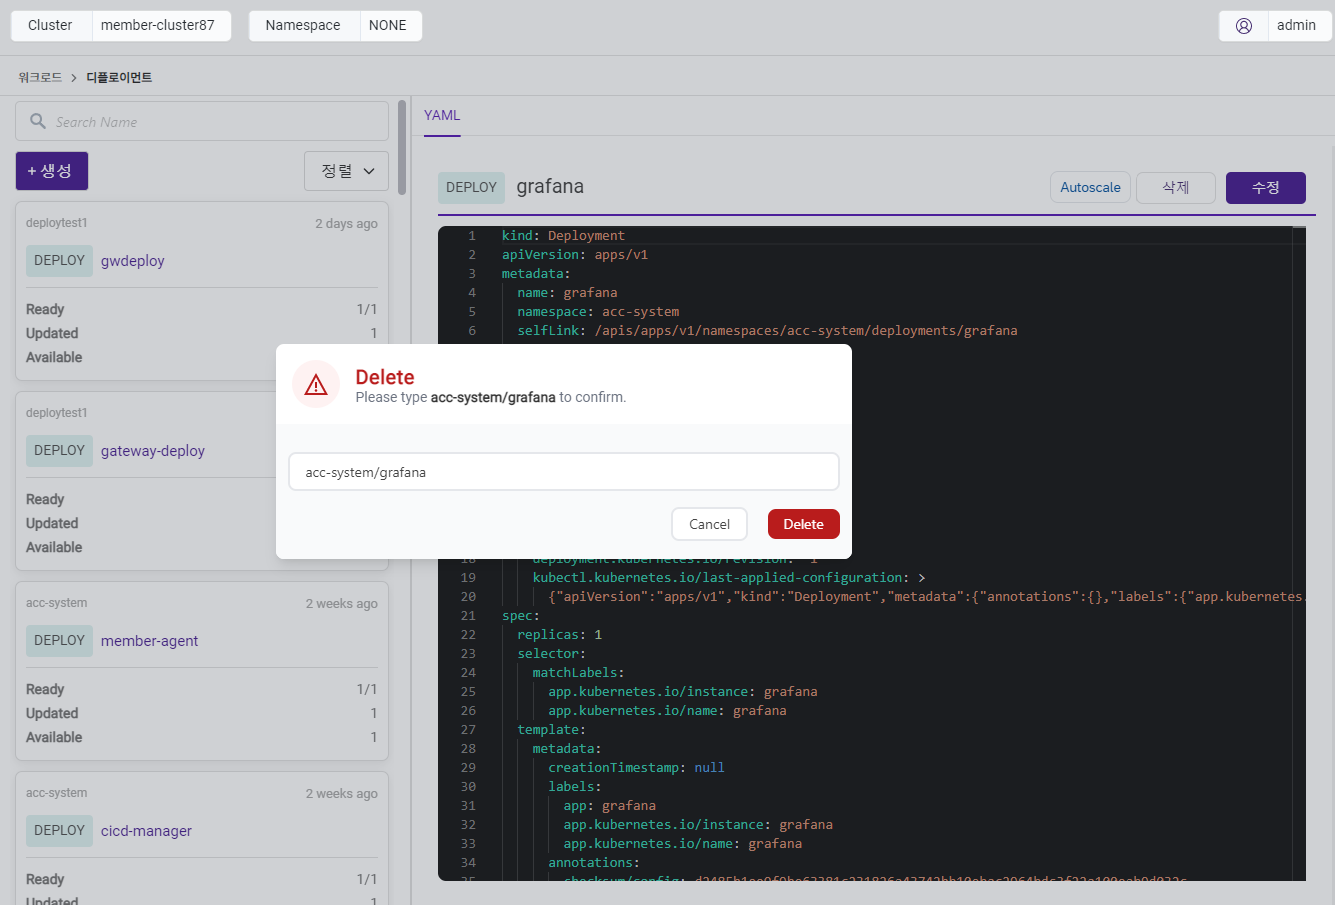 Cluster member-cluster87 Namespace NONE admin
워크로드 > 디플로이먼트
Search Name
+ 생성 정렬
deploytest1 2 days ago
DEPLOY gwdeploy
Ready 1/1
Updated 1
Available
deploytest1
DEPLOY gateway-deploy
Ready
Updated
Available
acc-system 2 weeks ago
DEPLOY member-agent
Ready 1/1
Updated 1
Available 1
acc-system 2 weeks ago
DEPLOY cicd-manager
Ready 1/1
Updated 1
YAML
DEPLOY grafana Autoscale 삭제 수정
1 kind: Deployment
2 apiVersion: apps/v1
3 metadata:
4 name: grafana
5 namespace: acc-system
6 selfLink: /apis/apps/v1/namespaces/acc-system/deployments/grafana
Delete
Please type acc-system/grafana to confirm.
acc-system/grafana
Cancel Delete
18 deployment.kubernetes.io/revision: 1
19 kubectl.kubernetes.io/last-applied-configuration: >
20 {"apiVersion":"apps/v1","kind":"Deployment","metadata":{"annotations":{},"labels":{"app.kubernetes.
21 spec:
22 replicas: 1
23 selector:
24 matchLabels:
25 app.kubernetes.io/instance: grafana
26 app.kubernetes.io/name: grafana
27 template:
28 metadata:
29 creationTimestamp: null
30 labels:
31 app: grafana
32 app.kubernetes.io/instance: grafana
33 app.kubernetes.io/name: grafana
34 annotations:
35 checksum/config: